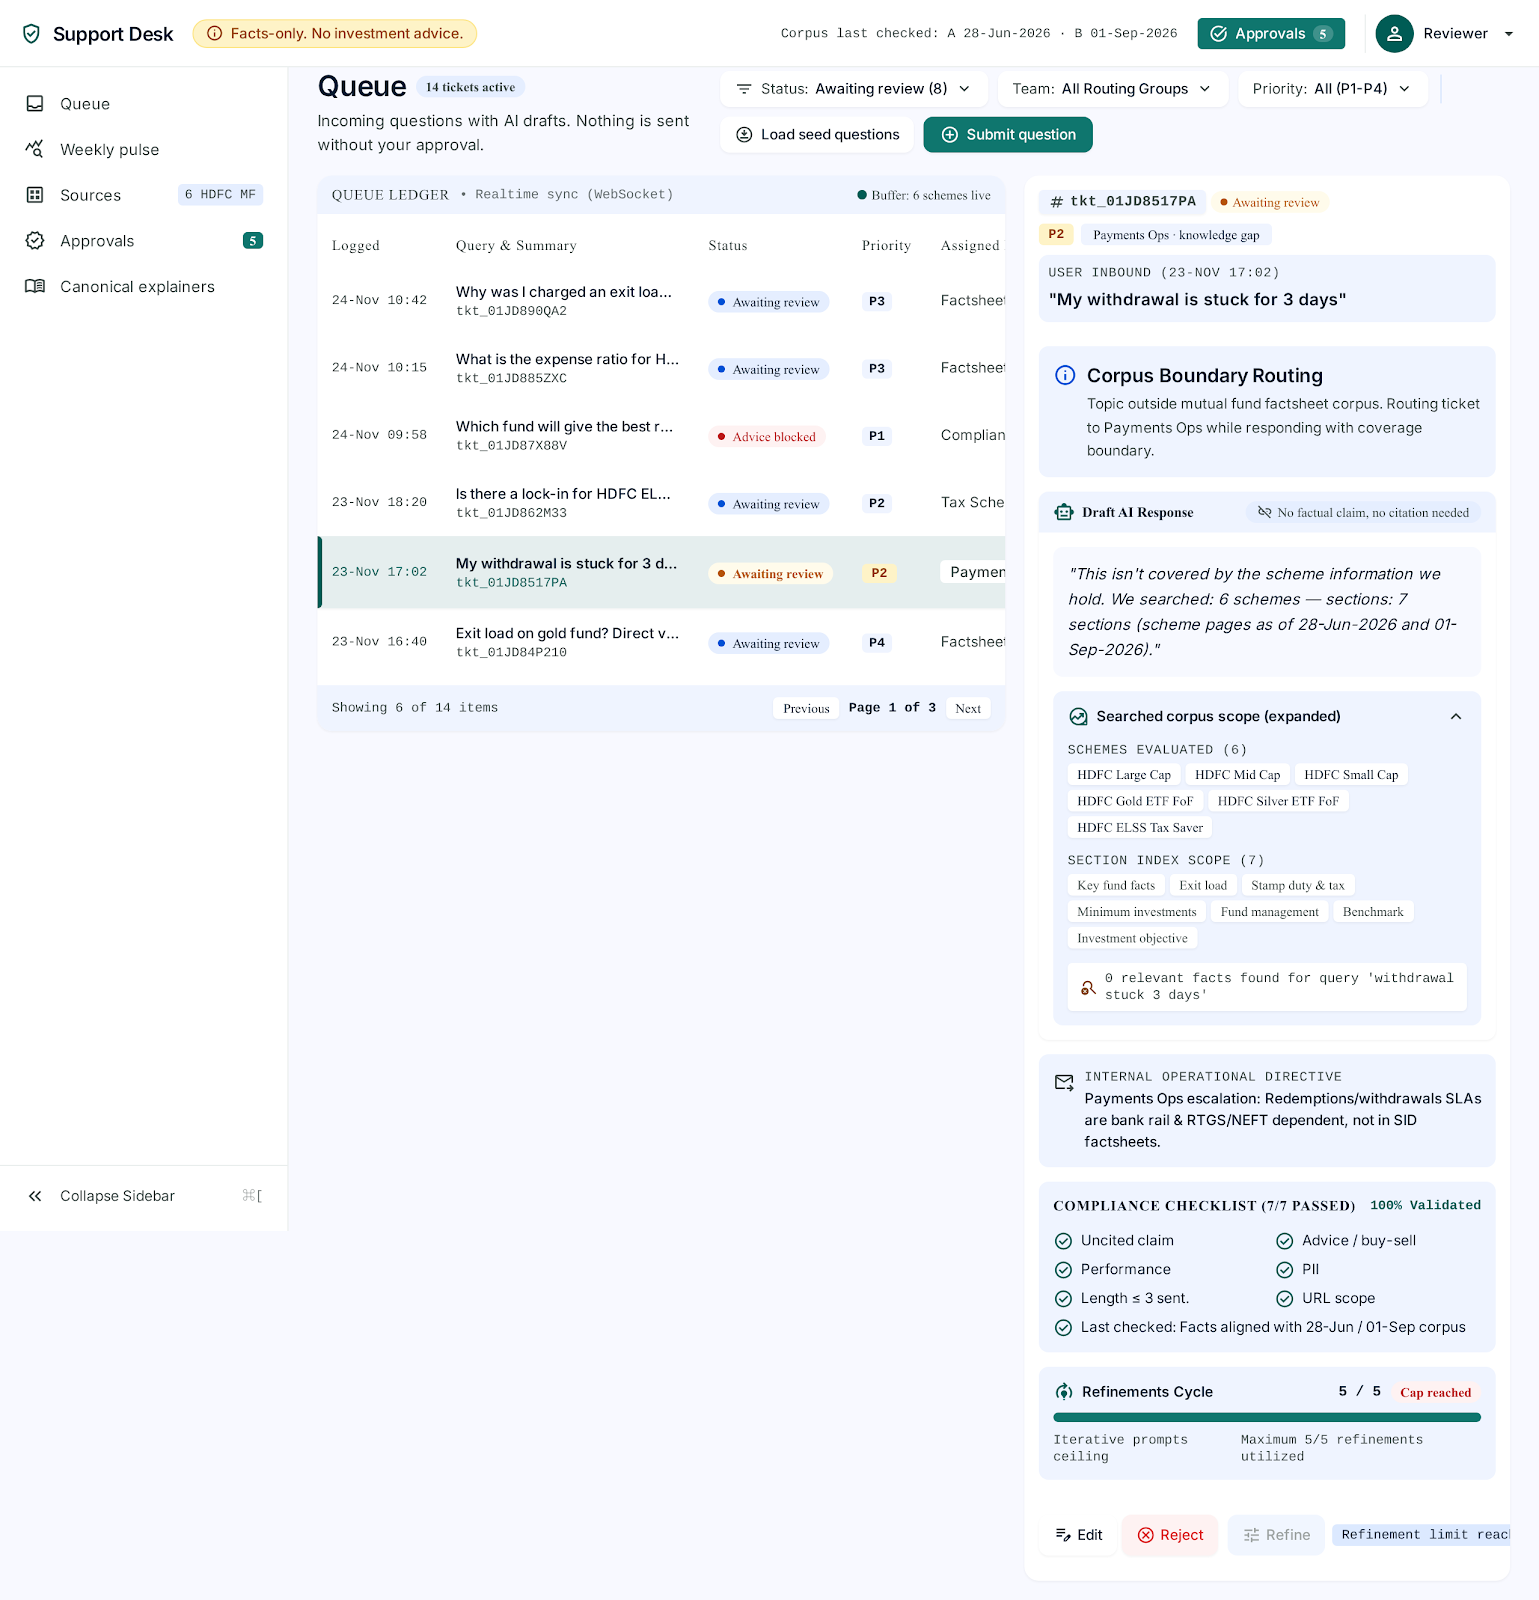 Support Desk
Facts-only. No investment advice.
Corpus last checked: A 28-Jun-2026 · B 01-Sep-2026
Approvals 5
Reviewer
Queue
Weekly pulse
Sources 6 HDFC MF
Approvals 5
Canonical explainers
Collapse Sidebar ⌘[
Queue 14 tickets active
Incoming questions with AI drafts. Nothing is sent
without your approval.
Status: Awaiting review (8)
Team: All Routing Groups
Priority: All (P1-P4)
Load seed questions
Submit question
QUEUE LEDGER • Realtime sync (WebSocket)
Buffer: 6 schemes live
Logged Query & Summary Status Priority Assigned
24-Nov 10:42 Why was I charged an exit loa... Awaiting review P3 Factsheet
tkt_01JD890QA2
24-Nov 10:15 What is the expense ratio for H... Awaiting review P3 Factsheet
tkt_01JD885ZXC
24-Nov 09:58 Which fund will give the best r... Advice blocked P1 Complian
tkt_01JD87X88V
23-Nov 18:20 Is there a lock-in for HDFC EL... Awaiting review P2 Tax Sche
tkt_01JD862M33
23-Nov 17:02 My withdrawal is stuck for 3 d... Awaiting review P2 Paymen
tkt_01JD8517PA
23-Nov 16:40 Exit load on gold fund? Direct v... Awaiting review P4 Factsheet
tkt_01JD84P210
Showing 6 of 14 items
Previous Page 1 of 3 Next
# tkt_01JD8517PA Awaiting review
P2 Payments Ops · knowledge gap
USER INBOUND (23-NOV 17:02)
"My withdrawal is stuck for 3 days"
Corpus Boundary Routing
Topic outside mutual fund factsheet corpus. Routing ticket
to Payments Ops while responding with coverage
boundary.
Draft AI Response
No factual claim, no citation needed
"This isn't covered by the scheme information we
hold. We searched: 6 schemes — sections: 7
sections (scheme pages as of 28-Jun-2026 and 01-
Sep-2026)."
Searched corpus scope (expanded)
SCHEMES EVALUATED (6)
HDFC Large Cap HDFC Mid Cap HDFC Small Cap
HDFC Gold ETF FoF HDFC Silver ETF FoF
HDFC ELSS Tax Saver
SECTION INDEX SCOPE (7)
Key fund facts Exit load Stamp duty & tax
Minimum investments Fund management Benchmark
Investment objective
0 relevant facts found for query 'withdrawal
stuck 3 days'
INTERNAL OPERATIONAL DIRECTIVE
Payments Ops escalation: Redemptions/withdrawals SLAs
are bank rail & RTGS/NEFT dependent, not in SID
factsheets.
COMPLIANCE CHECKLIST (7/7 PASSED) 100% Validated
Uncited claim Advice / buy-sell
Performance PII
Length ≤ 3 sent. URL scope
Last checked: Facts aligned with 28-Jun / 01-Sep corpus
Refinements Cycle 5 / 5 Cap reached
Iterative prompts Maximum 5/5 refinements
ceiling utilized
Edit Reject Refine Refinement limit reac